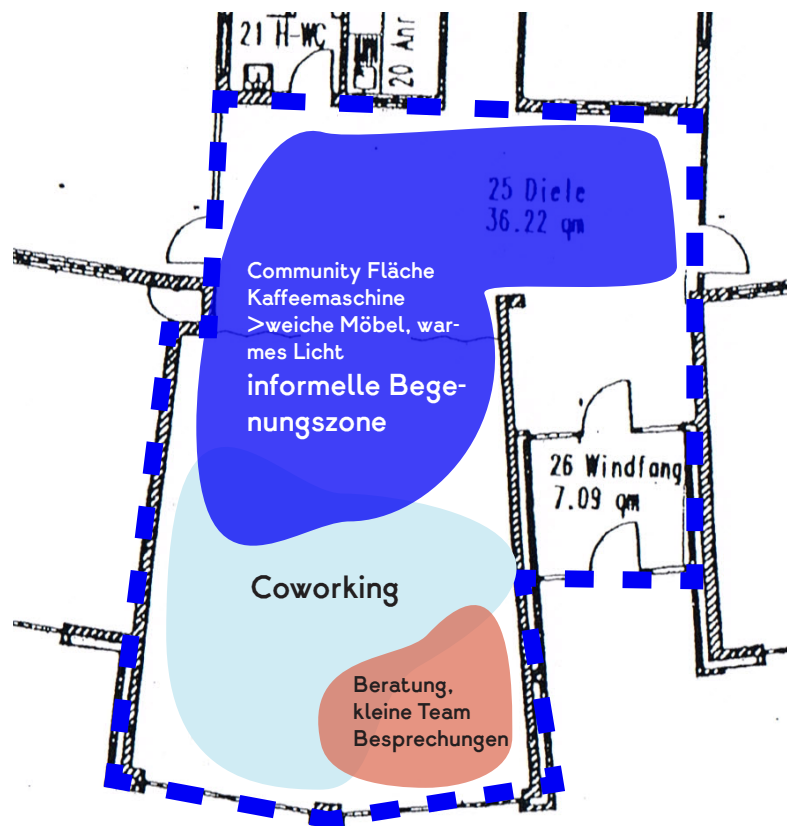 21 H-WC
20 Anr
25 Diele
36.22 qm
Community Fläche
Kaffeemaschine
>weiche Möbel, war-
mes Licht
informelle Bege-
nungszone
26 Windfang
7.09 qm
Coworking
Beratung,
kleine Team
Besprechungen